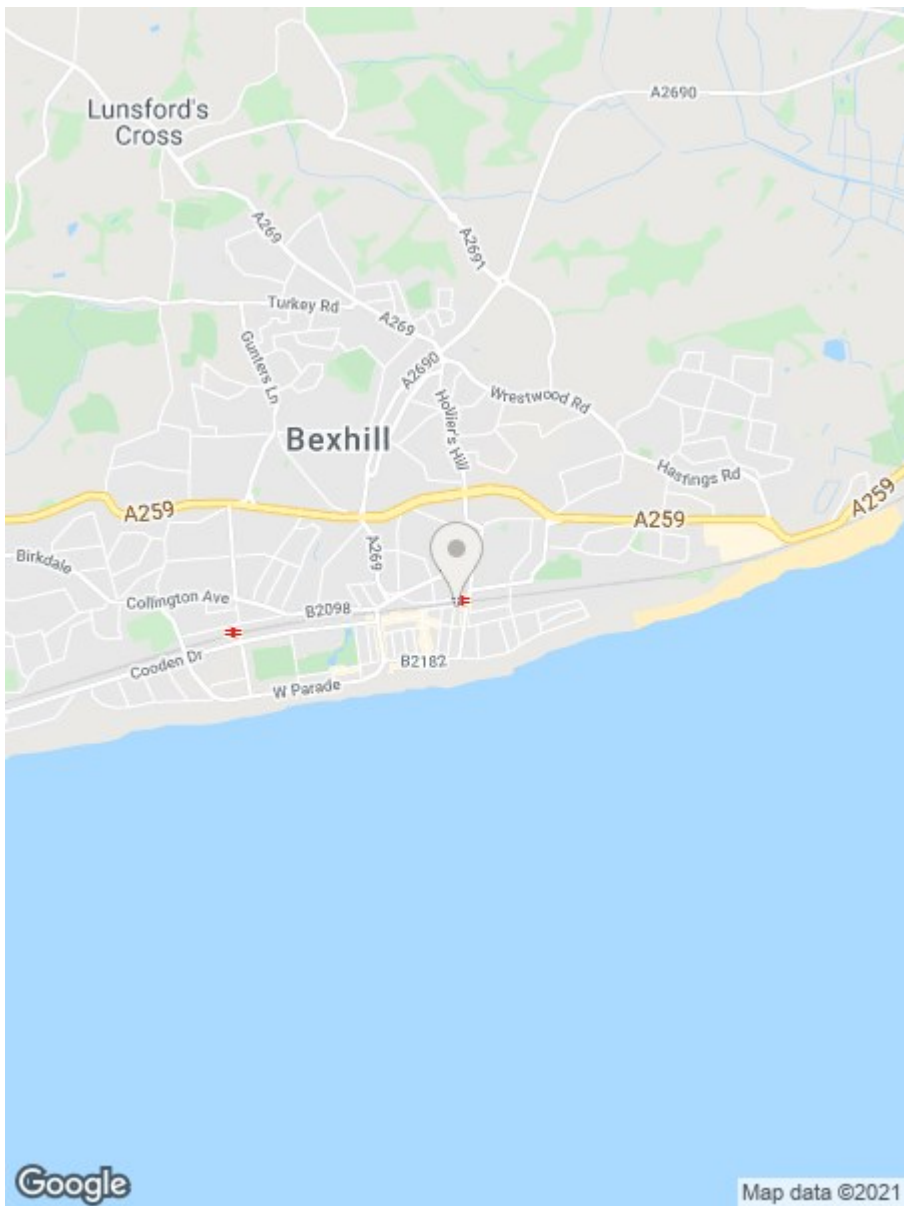 A2690
Lunsford's
Cross
A269
A2691
Turkey Rd
A269
Gunters Ln
A2690
Hollier's Hill
Wrestwood Rd
Bexhill
Hastings Rd
A259
A259
A259
A269
Birkdale
Collington Ave
B2098
Cooden Dr
B2182
W Parade
Google
Map data ©2021